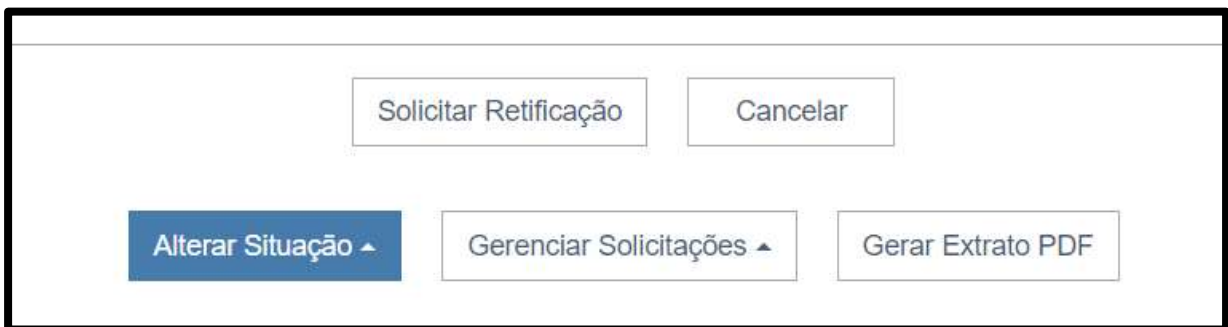 Solicitar Retificação Cancelar
Alterar Situação Gerenciar Solicitações Gerar Extrato PDF